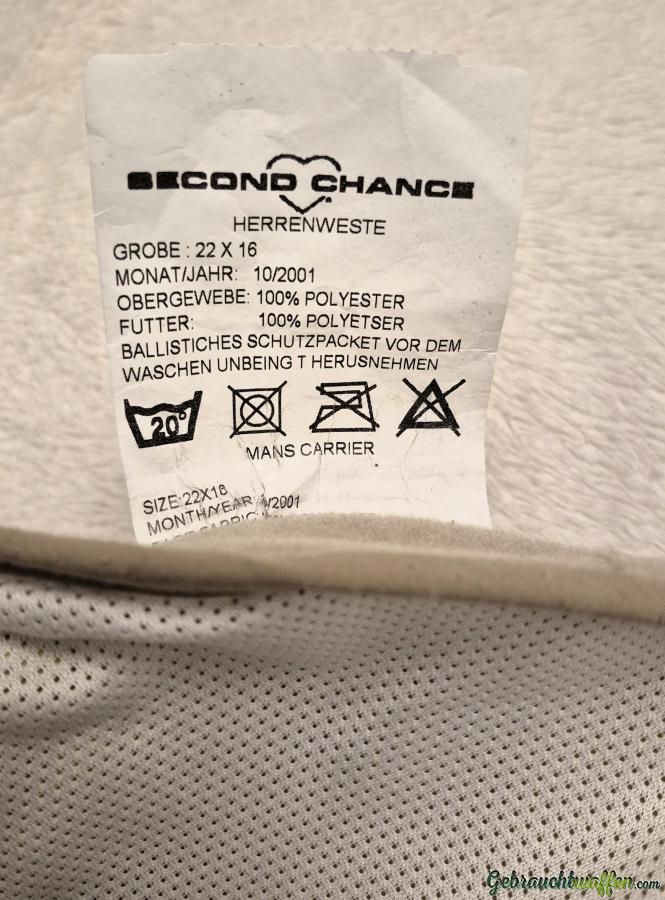 SECOND CHANCE
HERRENWESTE
GROBE : 22 X 16
MONAT/JAHR: 10/2001
OBERGEWEBE: 100% POLYESTER
FUTTER: 100% POLYETSER
BALLISTICHES SCHUTZPACKET VOR DEM
WASCHEN UNBEING T HERUSNEHMEN
20°
MANS CARRIER
SIZE:22X16
MONTH/YEAR /2001
Gebrauchtwaffen.com